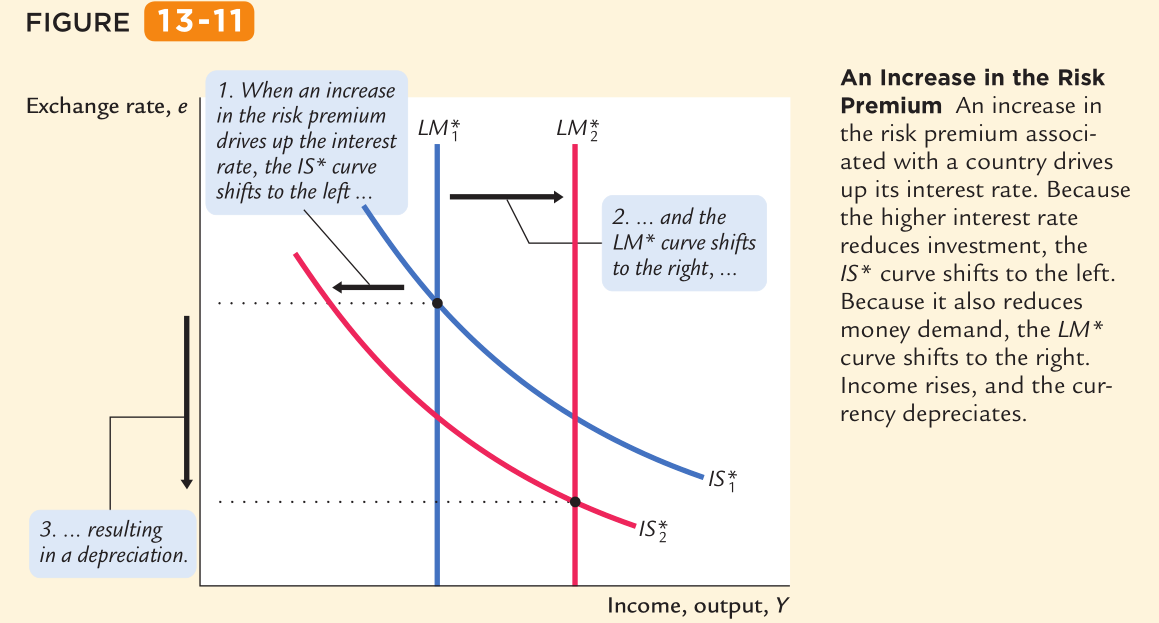 FIGURE 13-11
Exchange rate, e
1. When an increase
in the risk premium
drives up the interest
rate, the IS* curve
shifts to the left ...
LM*1
LM*2
2. ... and the
LM* curve shifts
to the right, ...
IS*1
IS*2
3. ... resulting
in a depreciation.
Income, output, Y
An Increase in the Risk
Premium An increase in
the risk premium associ-
ated with a country drives
up its interest rate. Because
the higher interest rate
reduces investment, the
IS* curve shifts to the left.
Because it also reduces
money demand, the LM*
curve shifts to the right.
Income rises, and the cur-
rency depreciates.